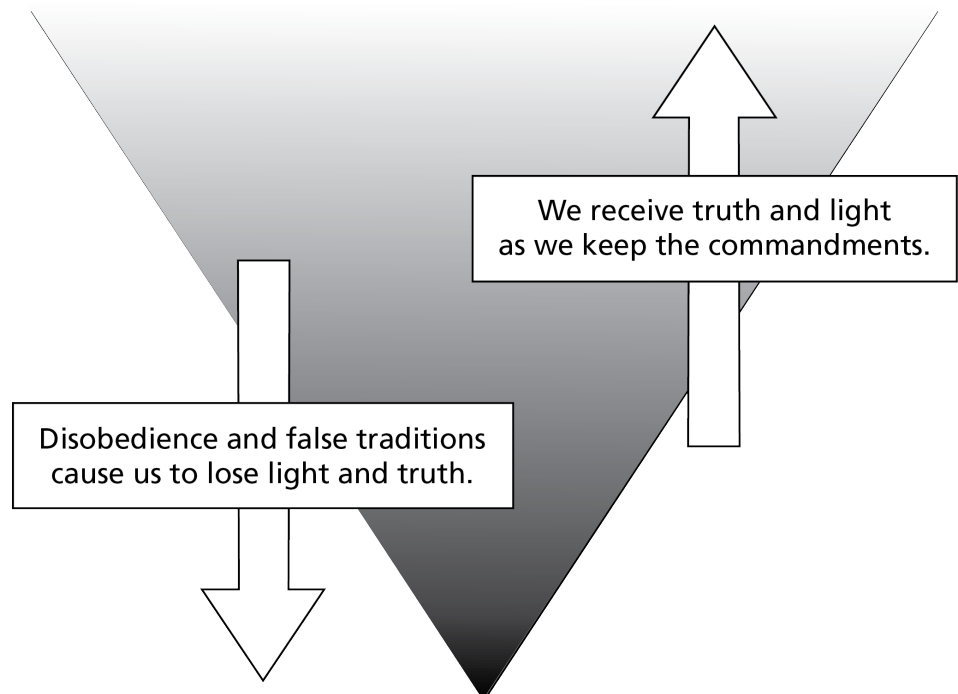 We receive truth and light
as we keep the commandments.
Disobedience and false traditions
cause us to lose light and truth.